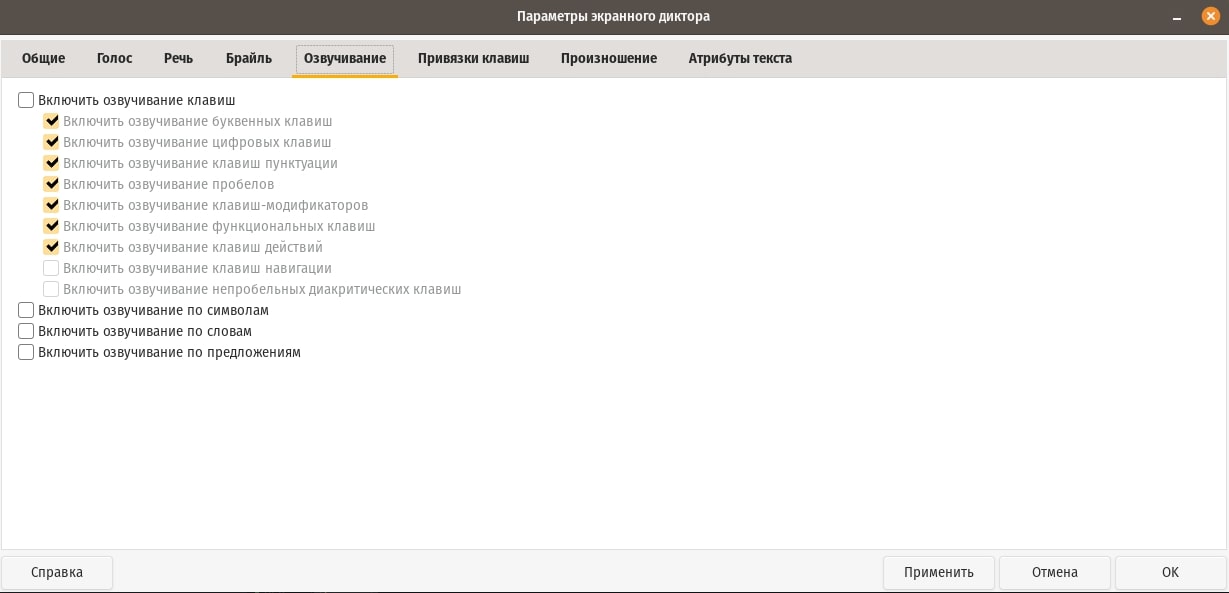 Параметры экранного диктора
Общие Голос Речь Брайль Озвучивание Привязки клавиш Произношение Атрибуты текста
Включить озвучивание клавиш
Включить озвучивание буквенных клавиш
Включить озвучивание цифровых клавиш
Включить озвучивание клавиш пунктуации
Включить озвучивание пробелов
Включить озвучивание клавиш-модификаторов
Включить озвучивание функциональных клавиш
Включить озвучивание клавиш действий
Включить озвучивание клавиш навигации
Включить озвучивание непробельных диакритических клавиш
Включить озвучивание по символам
Включить озвучивание по словам
Включить озвучивание по предложениям
Справка Применить Отмена OK